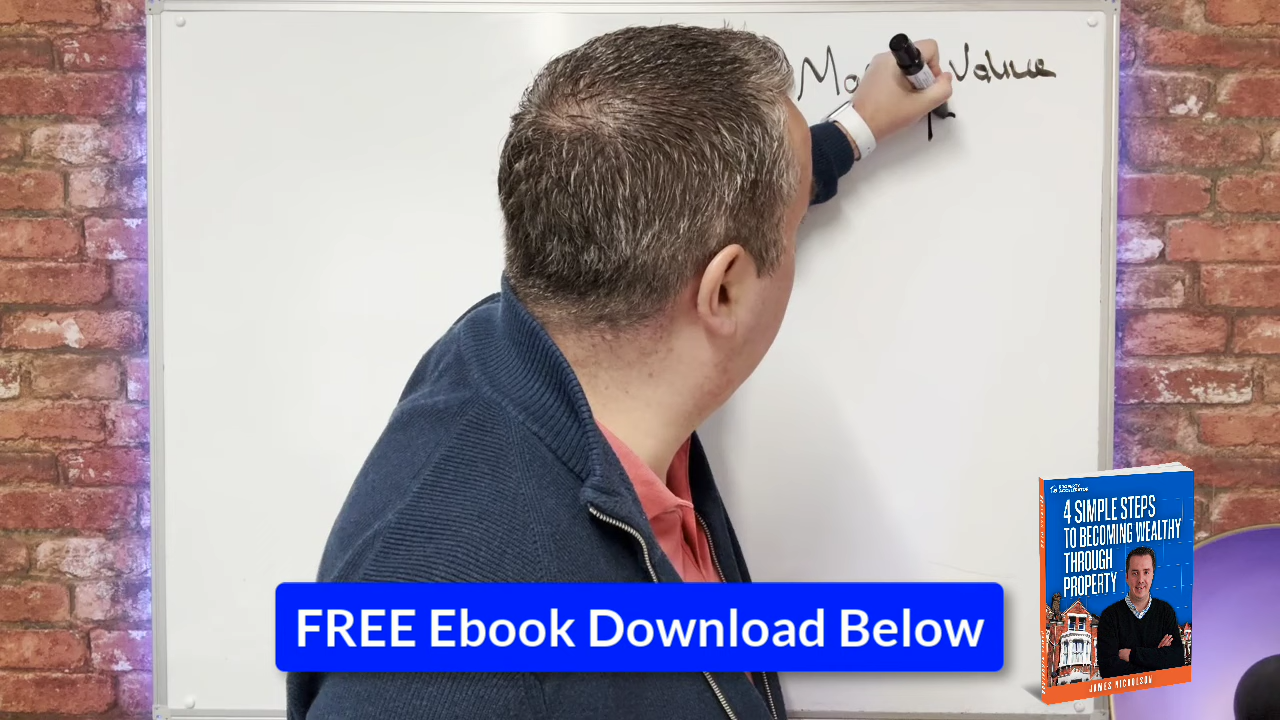 Value
FREE Ebook Download Below
4 SIMPLE STEPS
TO BECOMING WEALTHY
THROUGH
PROPERTY
JAMES NICHOLSON